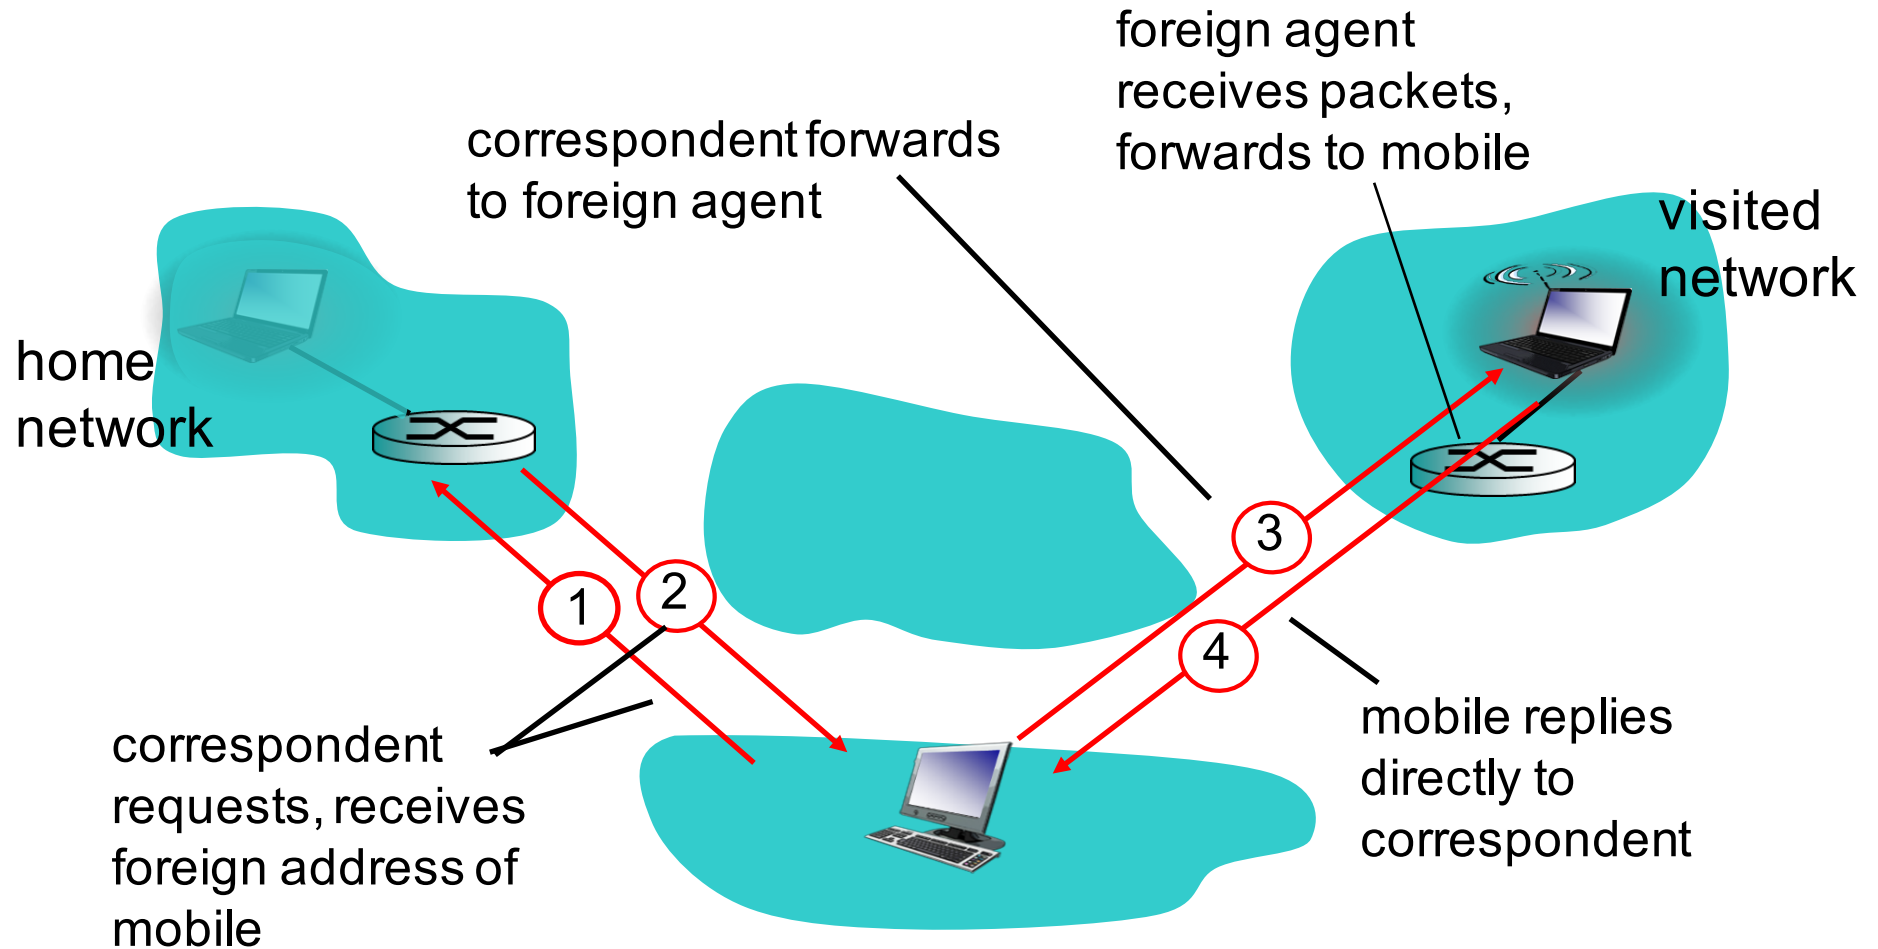 foreign agent
receives packets,
forwards to mobile
correspondent forwards
to foreign agent
visited
network
home
network
3
2
1
4
correspondent
requests, receives
foreign address of
mobile
mobile replies
directly to
correspondent